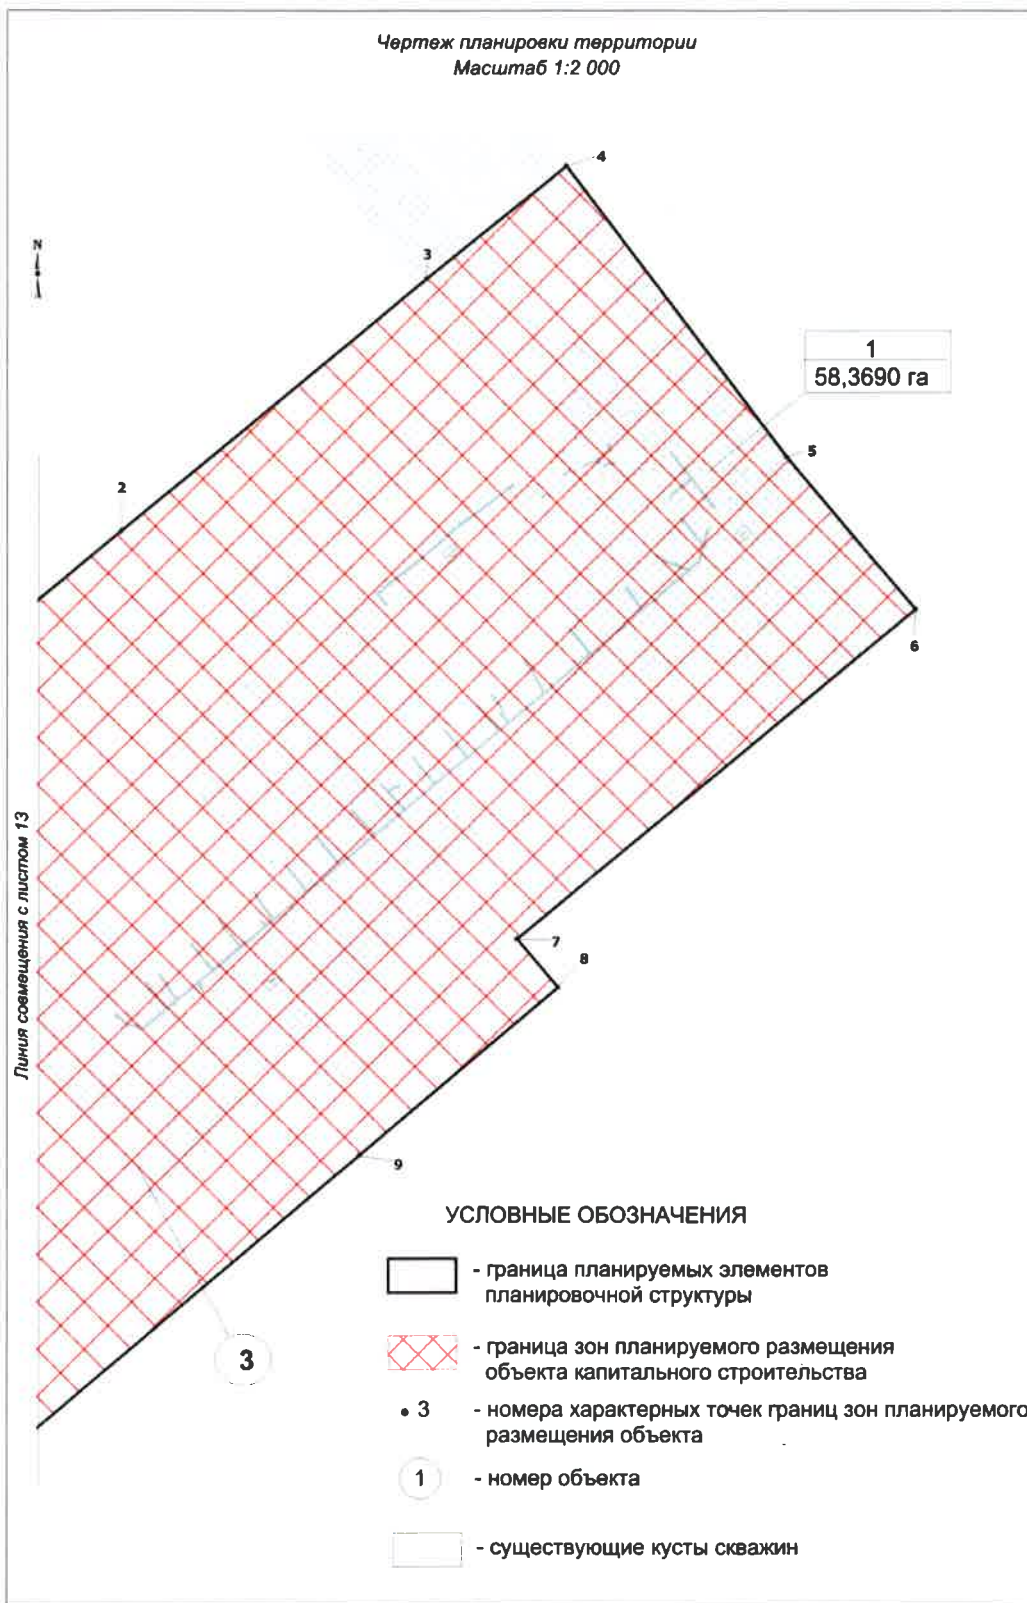 Чертеж планировки территории
Масштаб 1:2 000
4
N
3
1
58,3690 га
5
2
6
Линия совмещения с листом 13
7
8
9
3
УСЛОВНЫЕ ОБОЗНАЧЕНИЯ
- граница планируемых элементов
планировочной структуры
- граница зон планируемого размещения
объекта капитального строительства
• 3 - номера характерных точек границ зон планируемого
размещения объекта
1 - номер объекта
- существующие кусты скважин